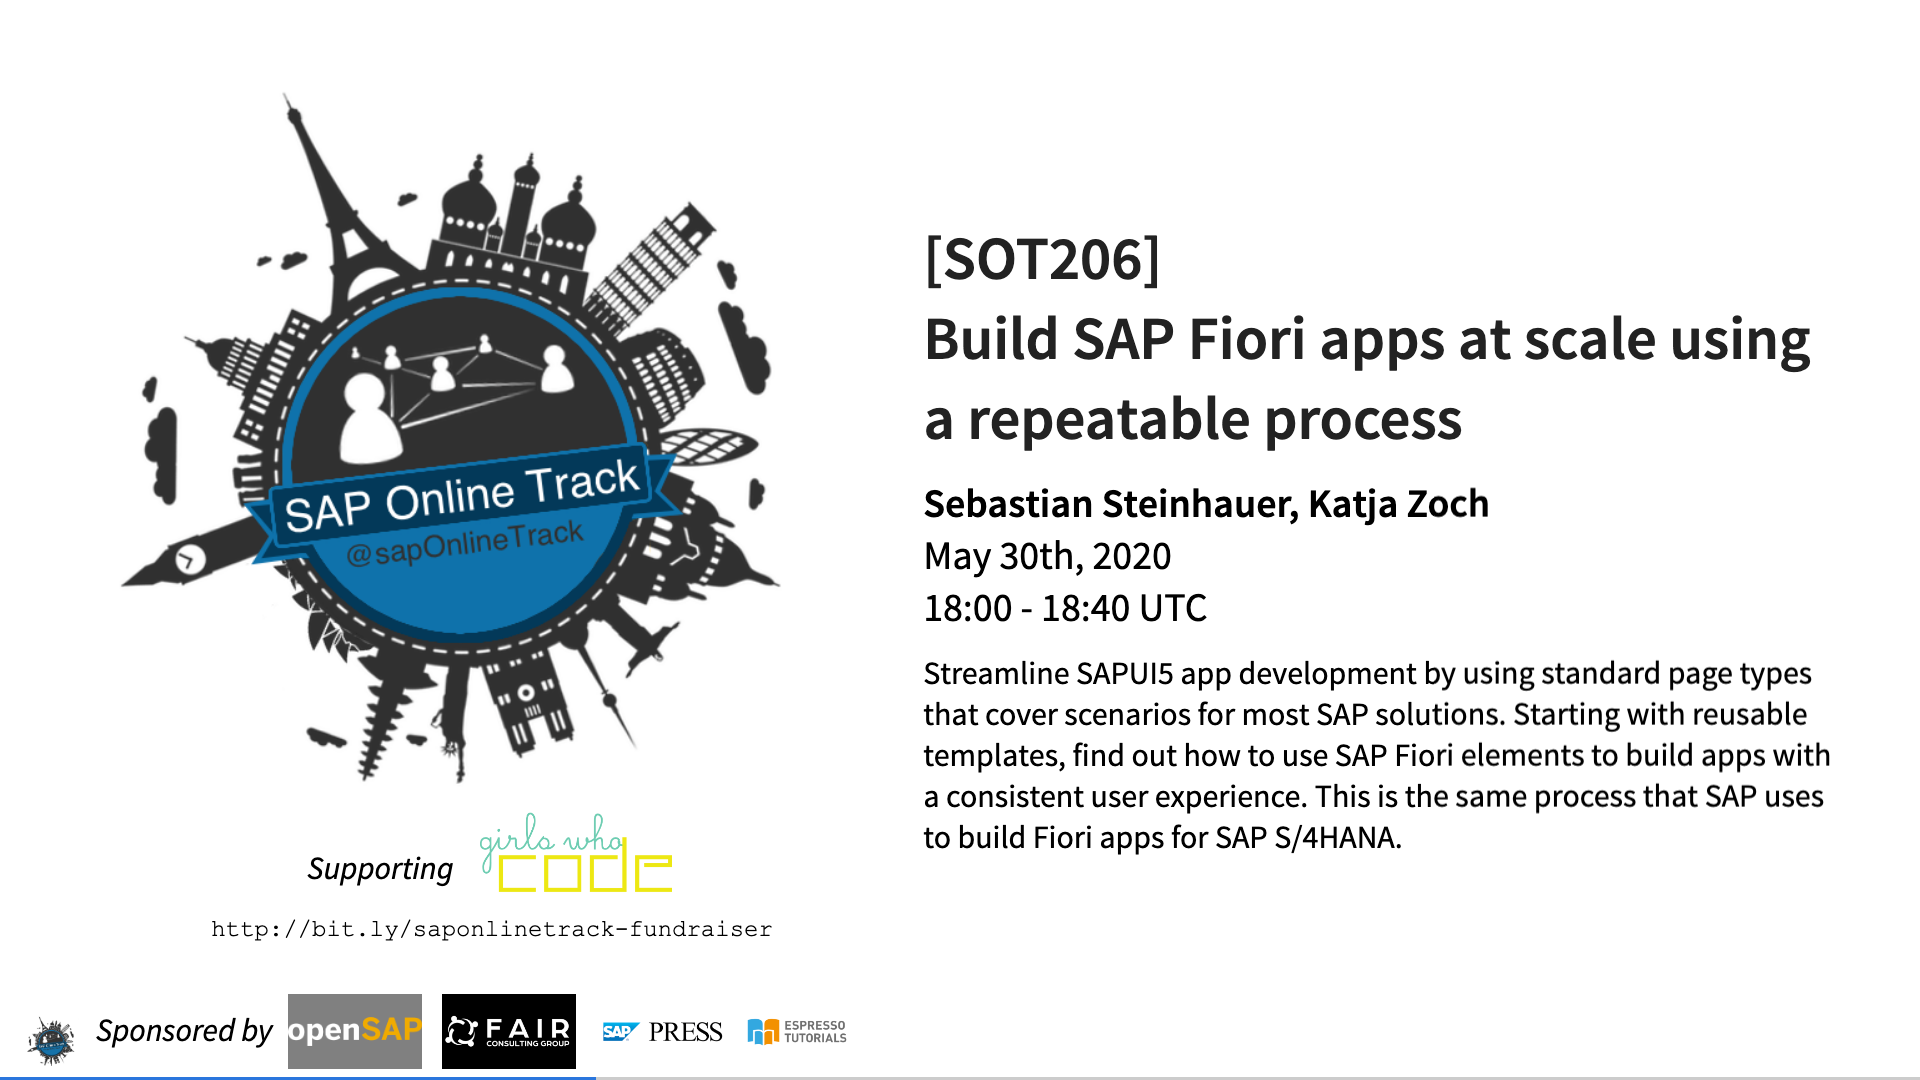 [SOT206]
Build SAP Fiori apps at scale using
a repeatable process
Sebastian Steinhauer, Katja Zoch
May 30th, 2020
18:00 - 18:40 UTC
Streamline SAPUI5 app development by using standard page types
that cover scenarios for most SAP solutions. Starting with reusable
templates, find out how to use SAP Fiori elements to build apps with
a consistent user experience. This is the same process that SAP uses
to build Fiori apps for SAP S/4HANA.
SAP Online Track
@sapOnlineTrack
Supporting
girls who
code
http://bit.ly/saponlinetrack-fundraiser
Sponsored by
openSAP
FAIR
CONSULTING GROUP
SAP PRESS
ESPRESSO
TUTORIALS